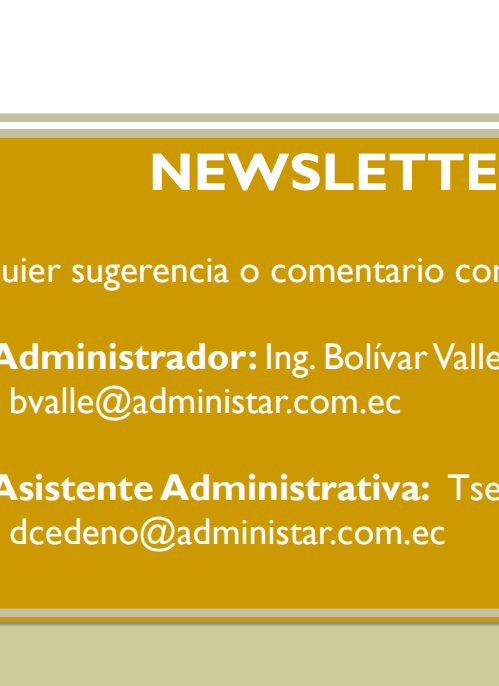 NEWSLETTE
uier sugerencia o comentario con
Administrador: Ing. Bolívar Valle
bvalle@administar.com.ec
Asistente Administrativa: Tse
dcedeno@administar.com.ec